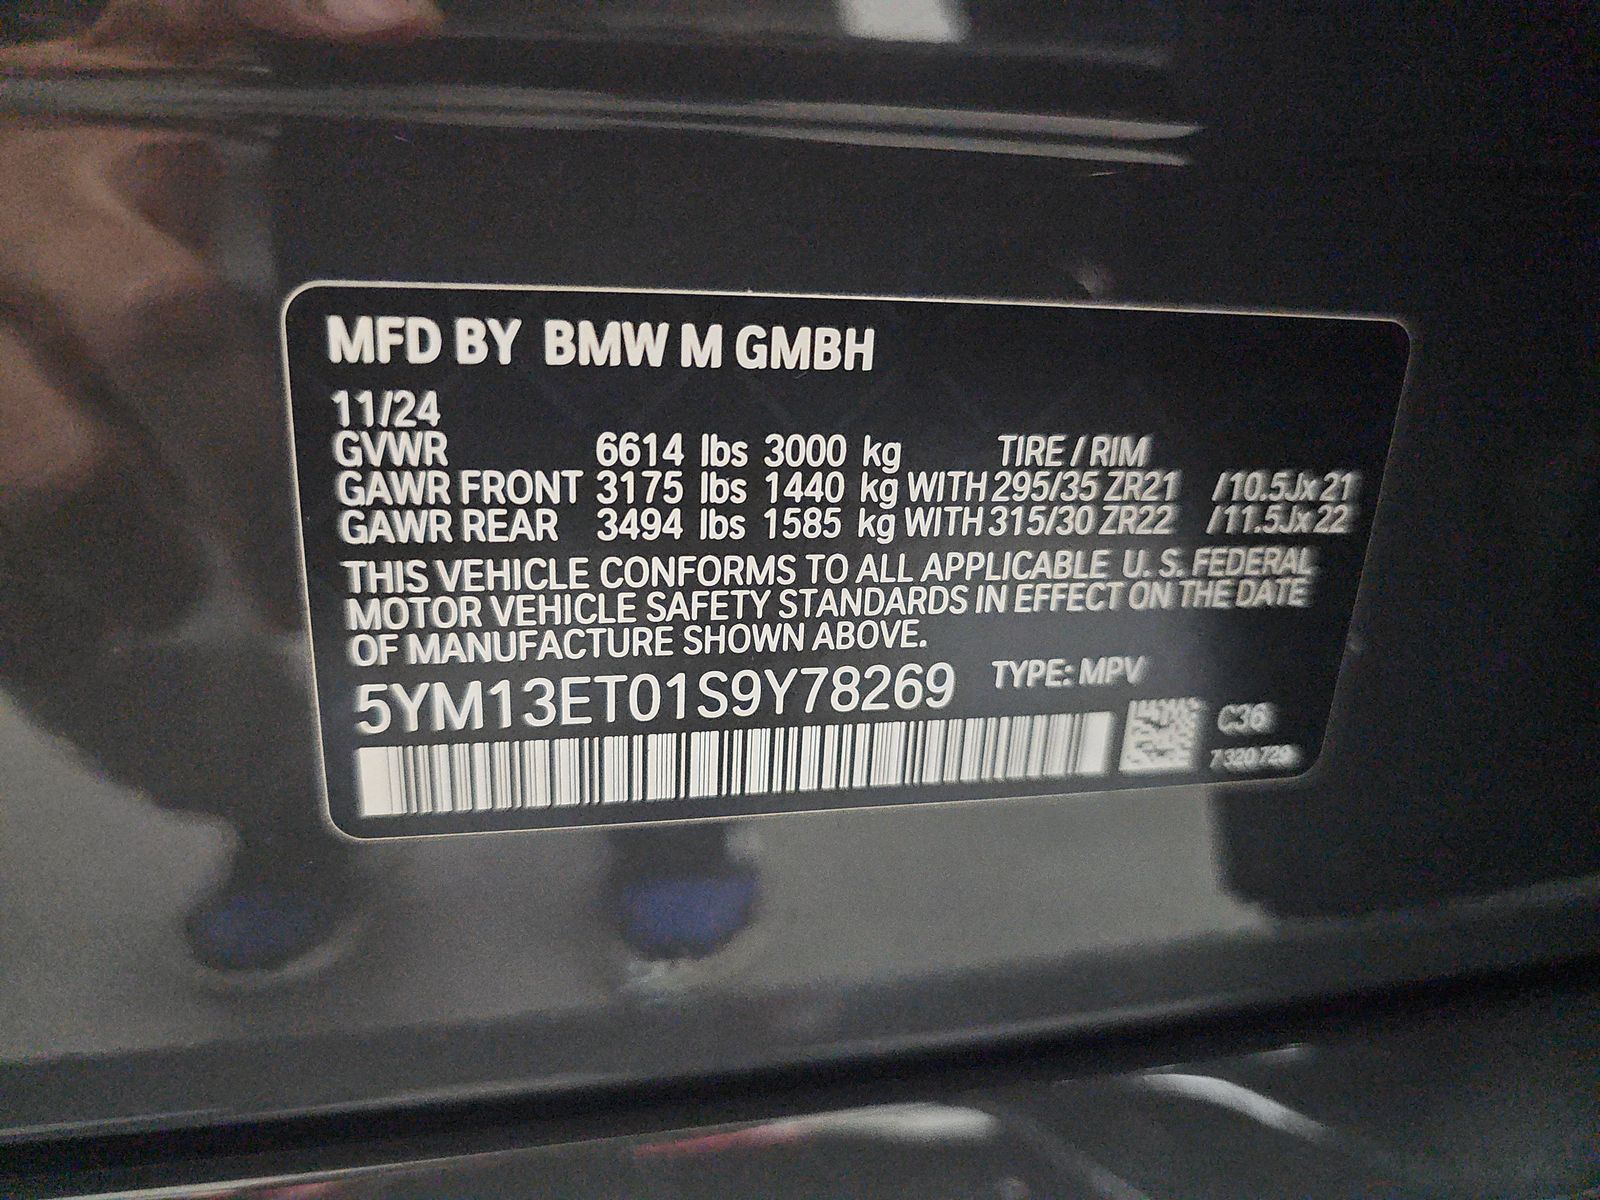 MFD BY BMW M GMBH
11/24
GVWR 6614 lbs 3000 kg TIRE / RIM
GAWR FRONT 3175 lbs 1440 kg WITH 295/35 ZR21 /10.5Jx21
GAWR REAR 3494 lbs 1585 kg WITH 315/30 ZR22 /11.5Jx22
THIS VEHICLE CONFORMS TO ALL APPLICABLE U. S. FEDERAL
MOTOR VEHICLE SAFETY STANDARDS IN EFFECT ON THE DATE
OF MANUFACTURE SHOWN ABOVE.
5YM13ET01S9Y78269 TYPE: MPV
C36
7 320 729